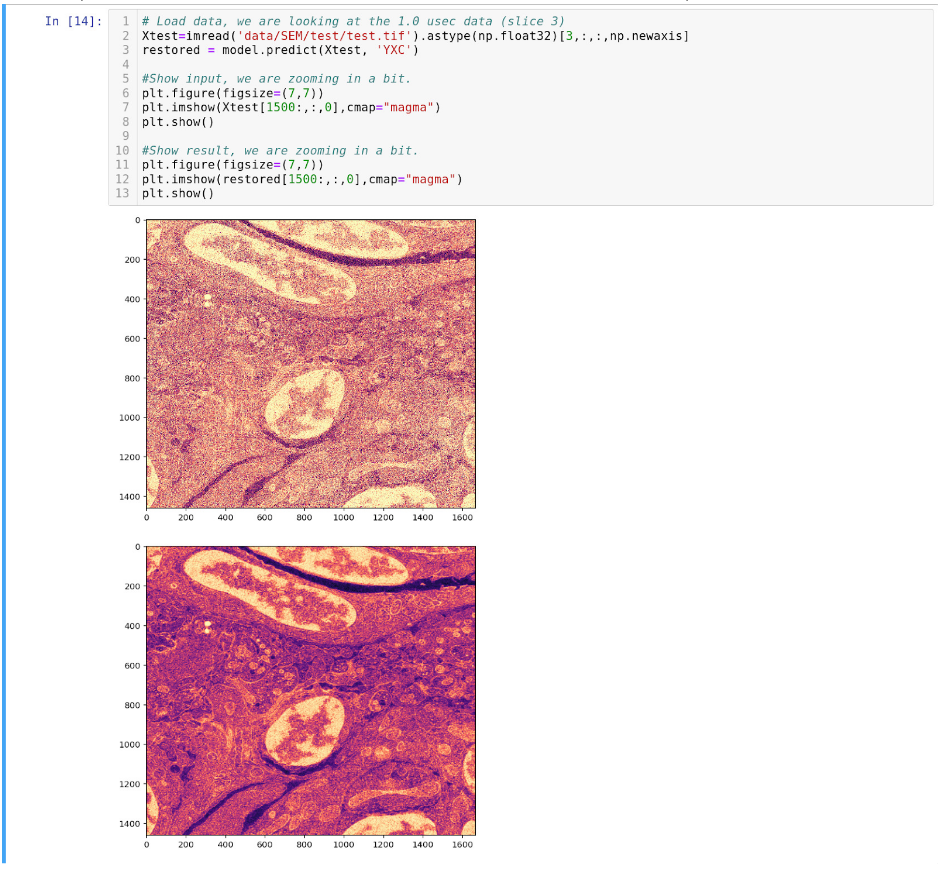 In [14]:
1 # Load data, we are looking at the 1.0 usec data (slice 3)
2 Xtest=imread('data/SEM/test/test.tif').astype(np.float32)[3,:,:,np.newaxis]
3 restored = model.predict(Xtest, 'YXC')
4
5 #Show input, we are zooming in a bit.
6 plt.figure(figsize=(7,7))
7 plt.imshow(Xtest[1500:,:,0],cmap="magma")
8 plt.show()
9
10 #Show result, we are zooming in a bit.
11 plt.figure(figsize=(7,7))
12 plt.imshow(restored[1500:,:,0],cmap="magma")
13 plt.show()
0
200
400
600
800
1000
1200
1400
0 200 400 600 800 1000 1200 1400 1600
0
200
400
600
800
1000
1200
1400
0 200 400 600 800 1000 1200 1400 1600